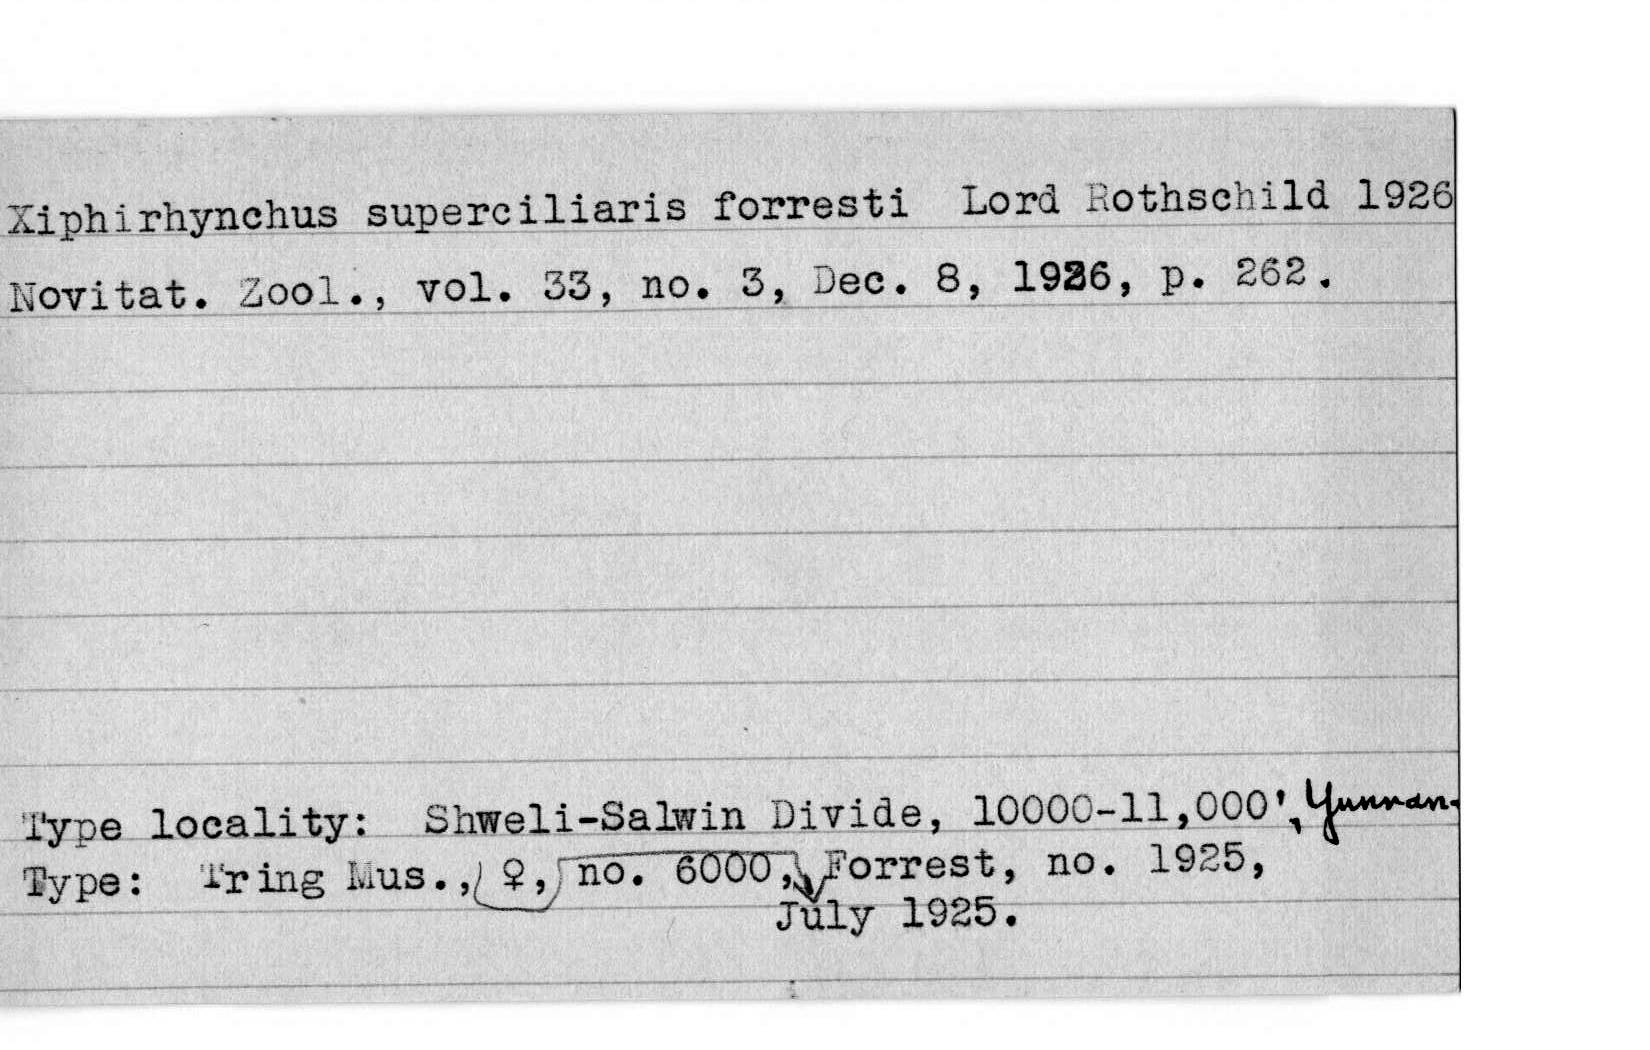 Xiphirhynchus superciliaris forresti Lord Rothschild 1926
Novitat. Zool., vol. 33, no. 3, Dec. 8, 1926, p. 262.
Type locality: Shweli-Salwin Divide, 10000-11,000', Yunnan.
Type: Tring Mus., ♀, no. 6000, Forrest, no. 1925,
July 1925.